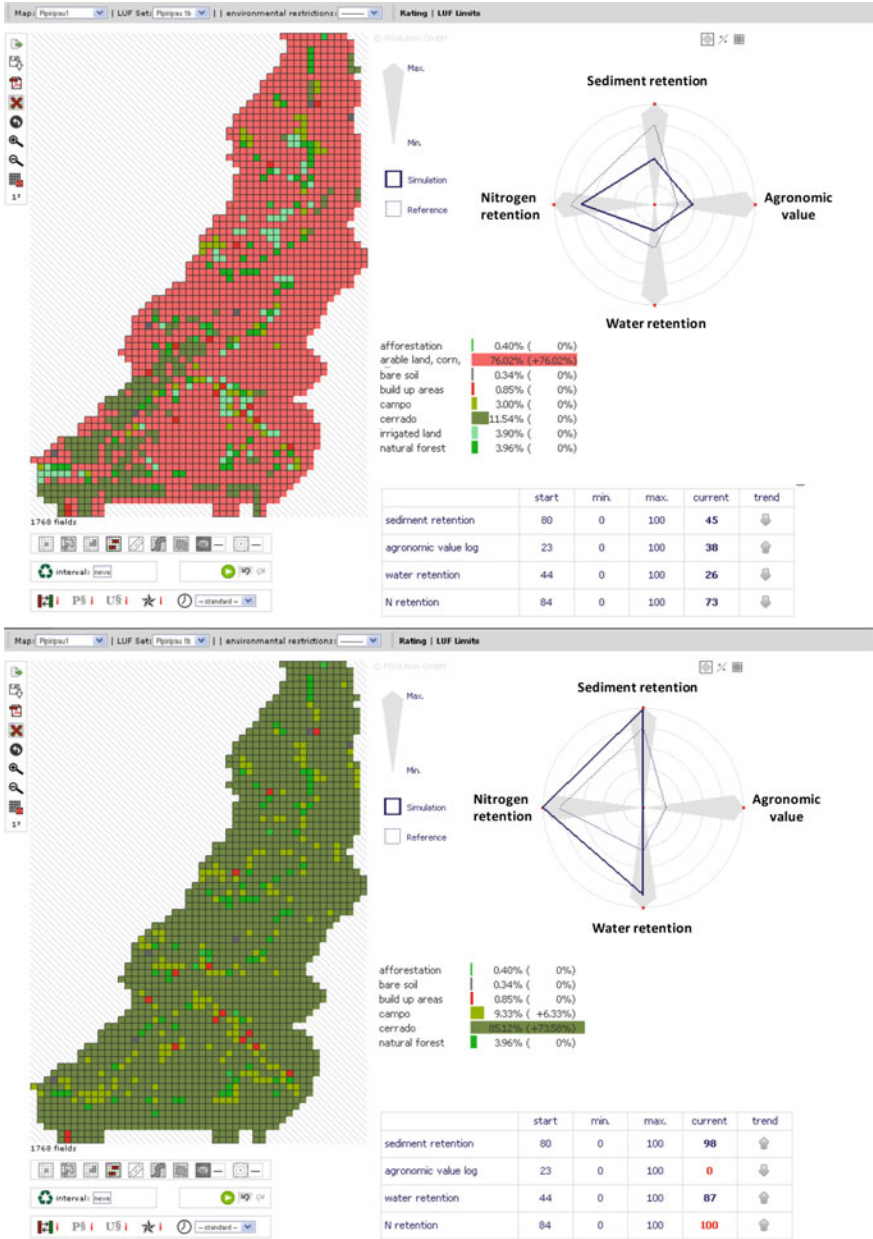 Map: Pipiripau1 | LUF Set: Pipiripau 1b | | environmental restrictions: ——— Rating | LUF Limits
© PiSolution GmbH
Max.
Min.
Simulation
Reference
Sediment retention
Nitrogen retention
Agronomic value
Water retention
1ª
afforestation 0.40% ( 0%)
arable land, corn, 76.02% (+76.02%)
bare soil 0.34% ( 0%)
build up areas 0.85% ( 0%)
campo 3.00% ( 0%)
cerrado 11.54% ( 0%)
irrigated land 3.90% ( 0%)
natural forest 3.96% ( 0%)
1768 fields
start min. max. current trend
sediment retention 80 0 100 45
agronomic value log 23 0 100 38
water retention 44 0 100 26
N retention 84 0 100 73
interval: neve
P§ i U§ i i -- standard --
Map: | LUF Set: | | environmental restrictions: ——— Rating | LUF Limits
© PiSolution GmbH
Max.
Min.
Simulation
Reference
Sediment retention
Nitrogen retention
Agronomic value
Water retention
afforestation 0.40% ( 0%)
bare soil 0.34% ( 0%)
build up areas 0.85% ( 0%)
campo 9.33% ( +6.33%)
cerrado 85.12% (+73.58%)
natural forest 3.96% ( 0%)
1768 fields
start min. max. current trend
sediment retention 80 0 100 98
agronomic value log 23 0 100 0
water retention 44 0 100 87
N retention 84 0 100 100
interval: neve
P§ i U§ i i -- standard --